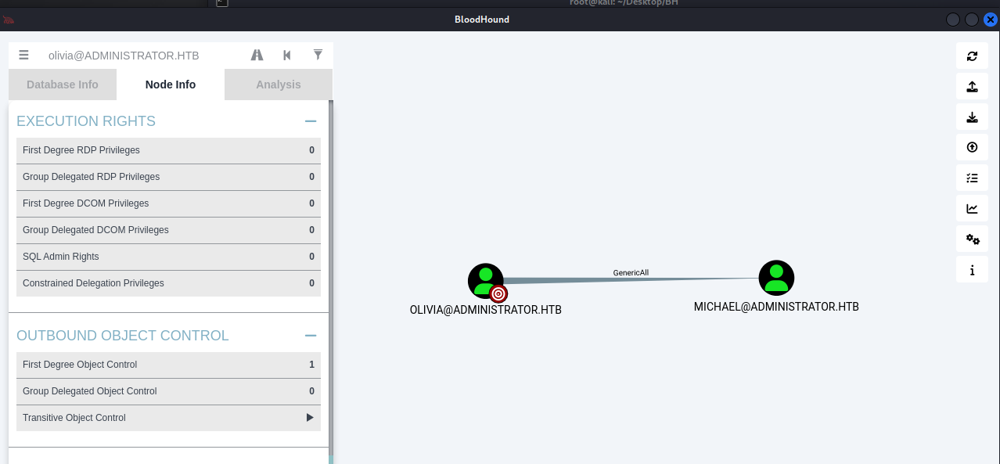 root@kali: ~/Desktop/BH
BloodHound
olivia@ADMINISTRATOR.HTB
Database Info Node Info Analysis
EXECUTION RIGHTS
First Degree RDP Privileges 0
Group Delegated RDP Privileges 0
First Degree DCOM Privileges 0
Group Delegated DCOM Privileges 0
SQL Admin Rights 0
Constrained Delegation Privileges 0
OUTBOUND OBJECT CONTROL
First Degree Object Control 1
Group Delegated Object Control 0
Transitive Object Control
GenericAll
OLIVIA@ADMINISTRATOR.HTB
MICHAEL@ADMINISTRATOR.HTB